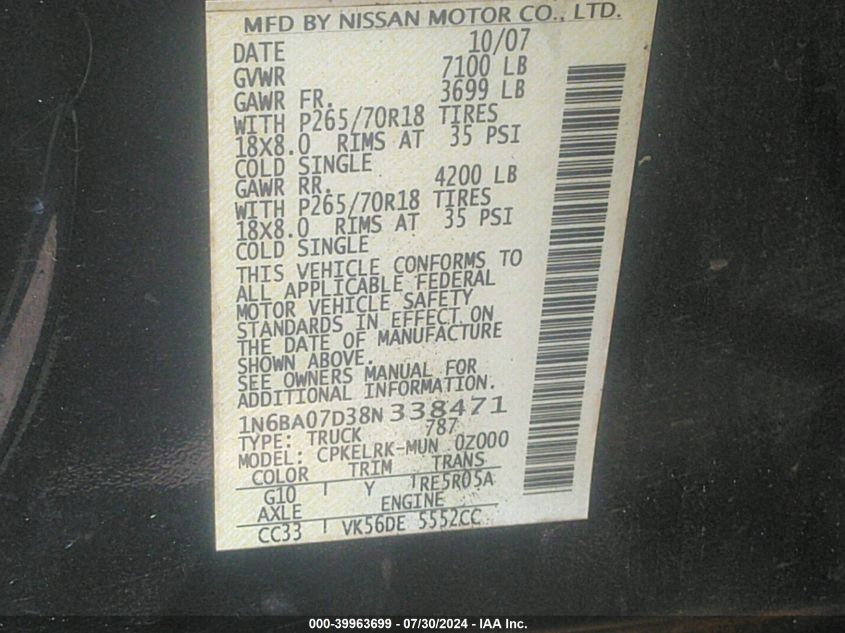 MFD BY NISSAN MOTOR CO., LTD.
DATE 10/07
GVWR 7100 LB
GAWR FR. 3699 LB
WITH P265/70R18 TIRES
18X8.0 RIMS AT 35 PSI
COLD SINGLE
GAWR RR. 4200 LB
WITH P265/70R18 TIRES
18X8.0 RIMS AT 35 PSI
COLD SINGLE
THIS VEHICLE CONFORMS TO
ALL APPLICABLE FEDERAL
MOTOR VEHICLE SAFETY
STANDARDS IN EFFECT ON
THE DATE OF MANUFACTURE
SHOWN ABOVE.
SEE OWNERS MANUAL FOR
ADDITIONAL INFORMATION.
1N6BA07D38N338471
TYPE: TRUCK 787
MODEL: CPKELRK-MUN 0Z000
COLOR TRIM TRANS
G10 Y RE5R05A
AXLE ENGINE
CC33 VK56DE 5552CC
000-39963699 - 07/30/2024 - IAA Inc.